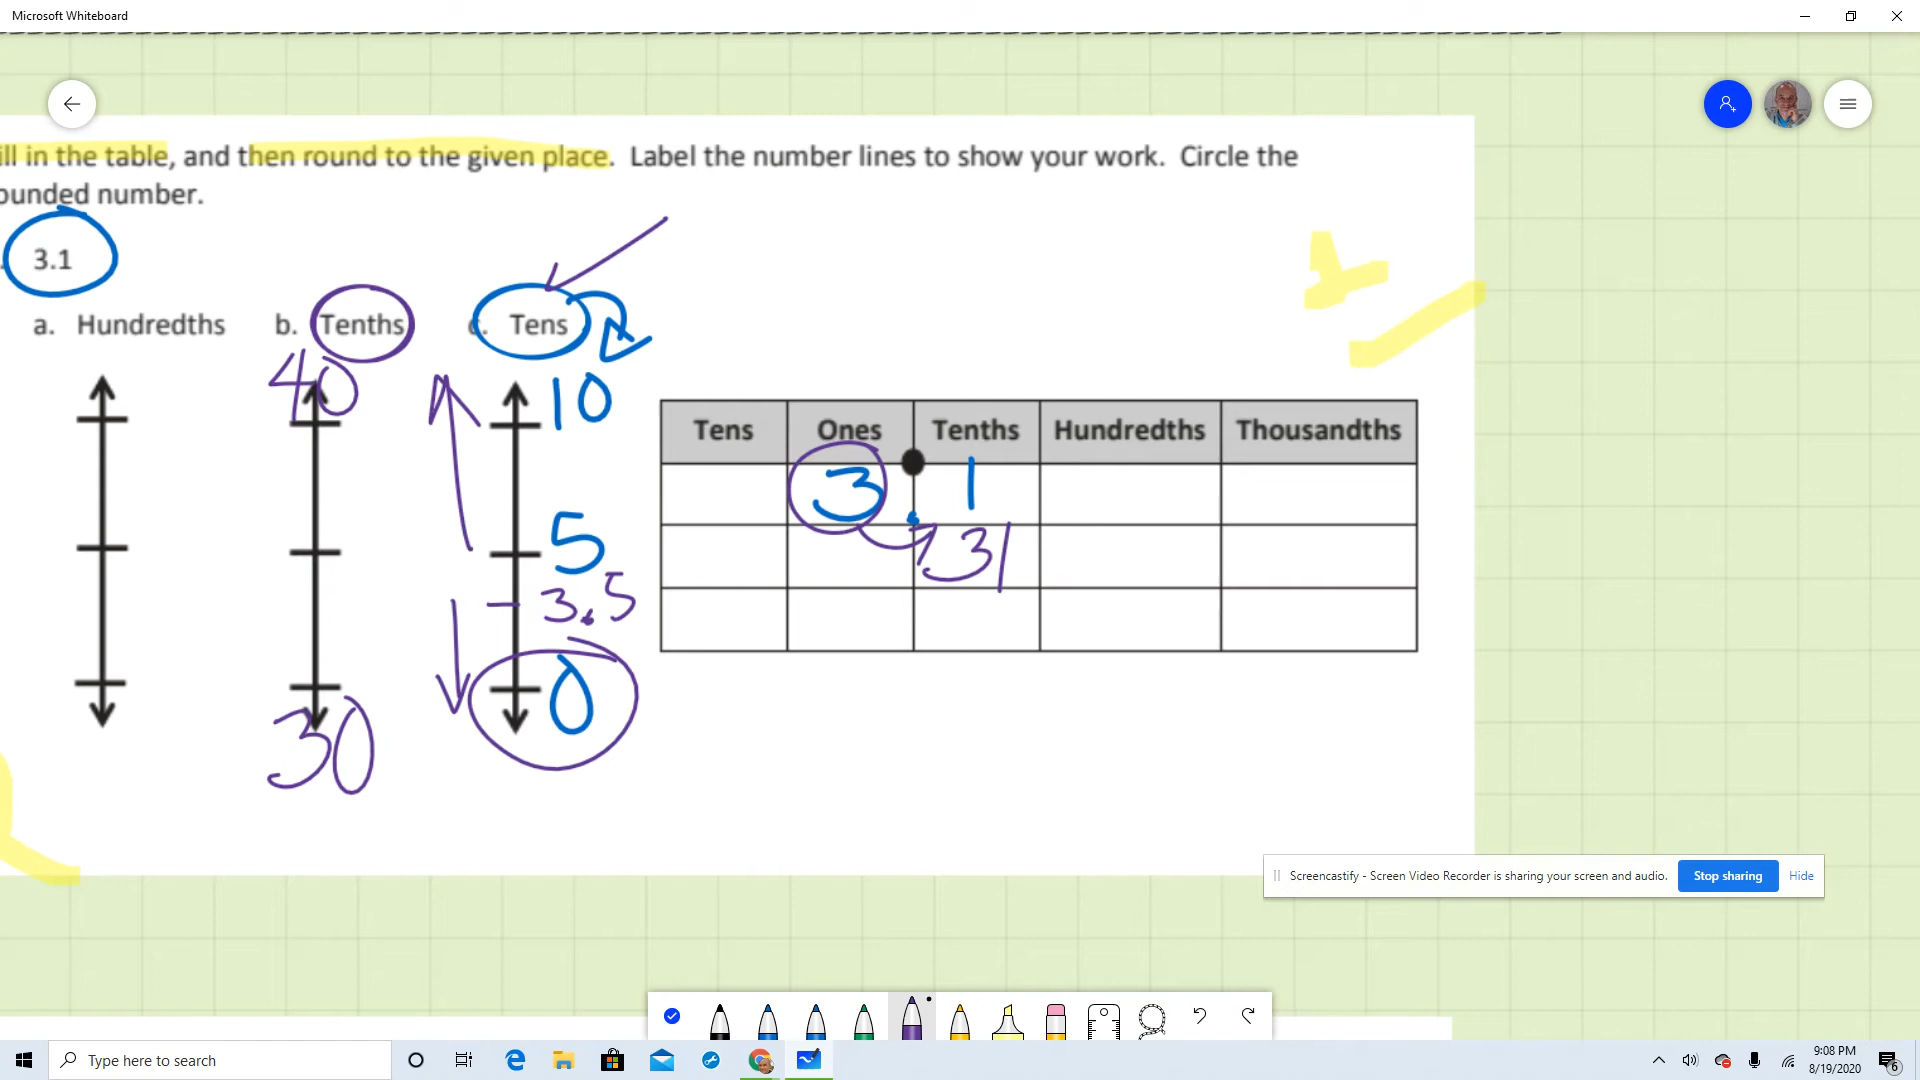 Microsoft Whiteboard
ill in the table, and then round to the given place. Label the number lines to show your work. Circle the
ounded number.
3.1
a. Hundredths b. Tenths c. Tens
40
10
Tens Ones Tenths Hundredths Thousandths
3 . 1
5
31
3.5
0
30
Screencastify - Screen Video Recorder is sharing your screen and audio. Stop sharing Hide
Type here to search
9:08 PM
8/19/2020
6